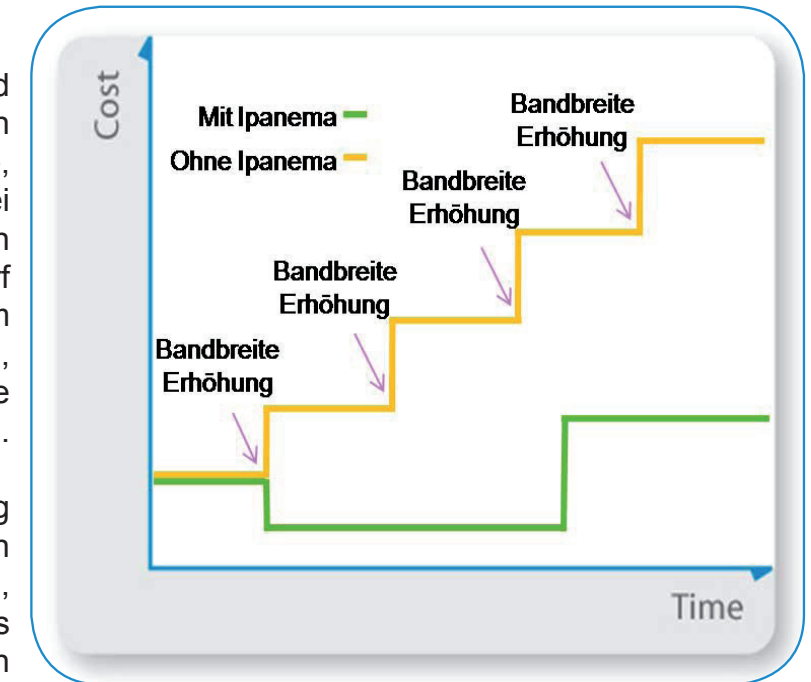 Cost
Mit Ipanema
Ohne Ipanema
Bandbreite
Erhöhung
Bandbreite
Erhöhung
Bandbreite
Erhöhung
Bandbreite
Erhöhung
Time